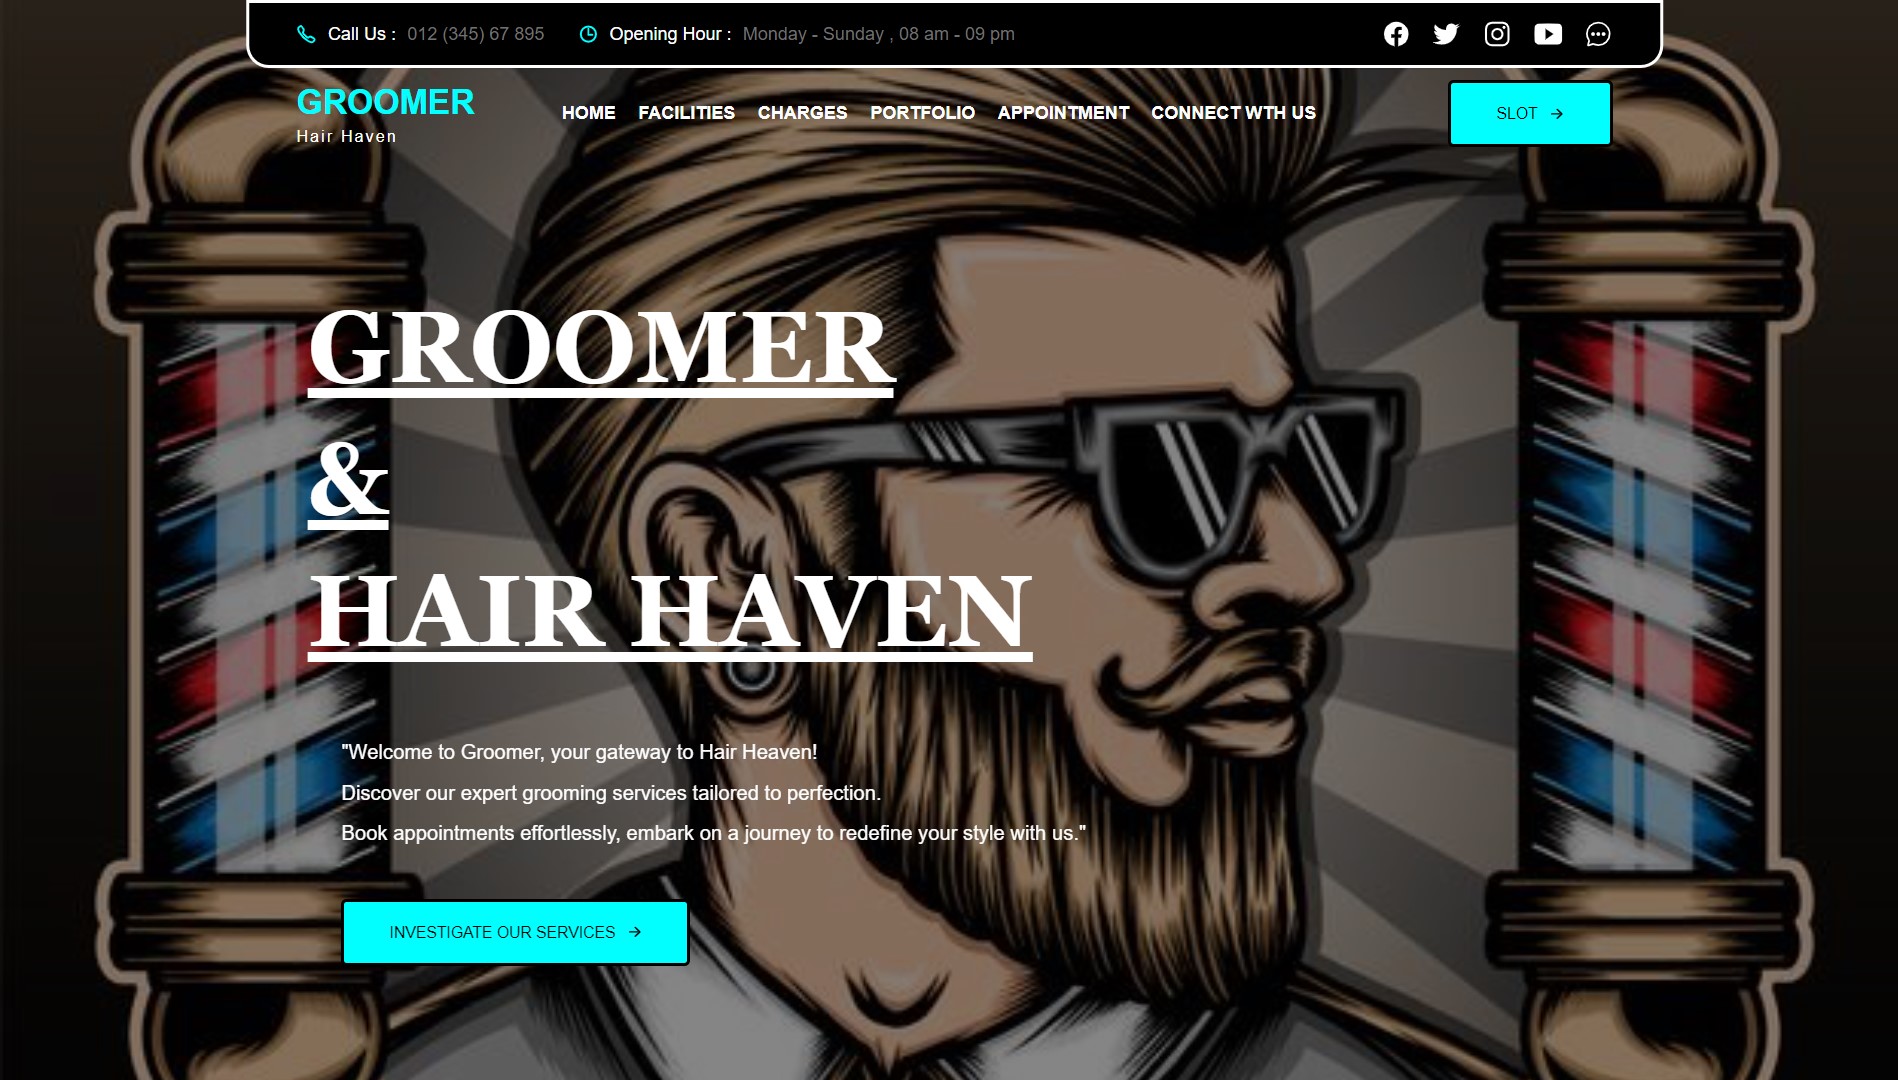 Call Us : 012 (345) 67 895 Opening Hour : Monday - Sunday , 08 am - 09 pm
GROOMER
Hair Haven
HOME FACILITIES CHARGES PORTFOLIO APPOINTMENT CONNECT WTH US
SLOT →
GROOMER
&
HAIR HAVEN
"Welcome to Groomer, your gateway to Hair Heaven!
Discover our expert grooming services tailored to perfection.
Book appointments effortlessly, embark on a journey to redefine your style with us."
INVESTIGATE OUR SERVICES →